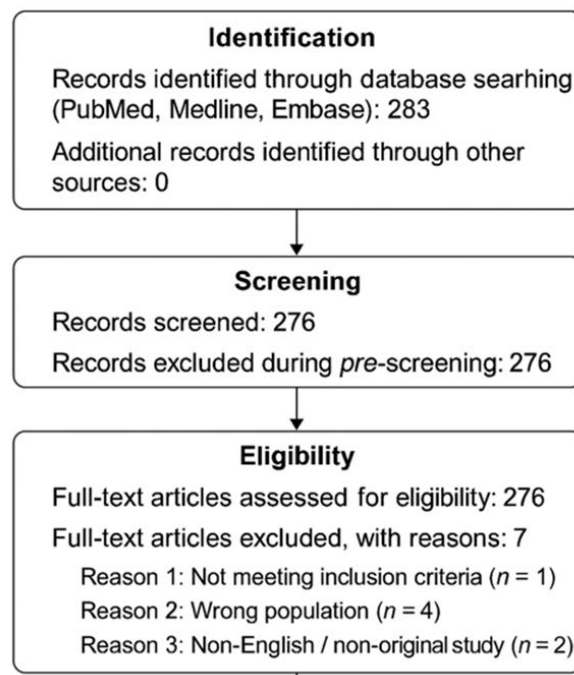 Identification
Records identified through database searhing
(PubMed, Medline, Embase): 283
Additional records identified through other
sources: 0
Screening
Records screened: 276
Records excluded during pre-screening: 276
Eligibility
Full-text articles assessed for eligibility: 276
Full-text articles excluded, with reasons: 7
Reason 1: Not meeting inclusion criteria (n = 1)
Reason 2: Wrong population (n = 4)
Reason 3: Non-English / non-original study (n = 2)